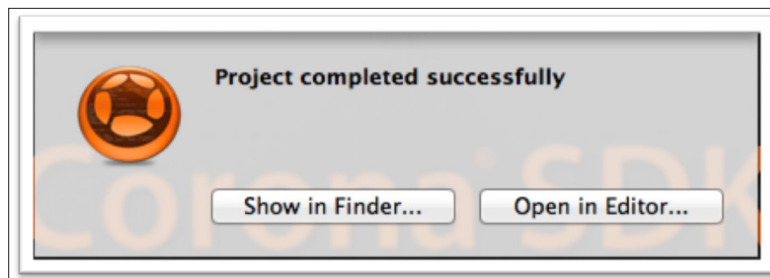 Project completed successfully
Corona SDK
Show in Finder...
Open in Editor...